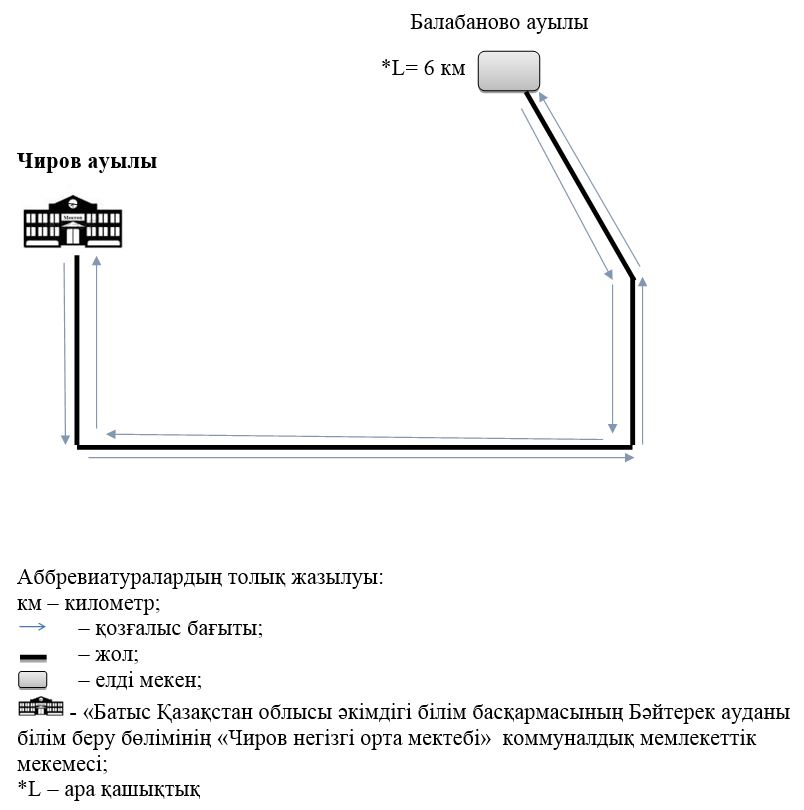 Балабаново ауылы
*L= 6 км
Чиров ауылы
Мектеп
Аббревиатуралардың толық жазылуы:
км – километр;
– қозғалыс бағыты;
– жол;
– елді мекен;
- «Батыс Қазақстан облысы әкімдігі білім басқармасының Бәйтерек ауданы
білім беру бөлімінің «Чиров негізгі орта мектебі» коммуналдық мемлекеттік
мекемесі;
*L – ара қашықтық